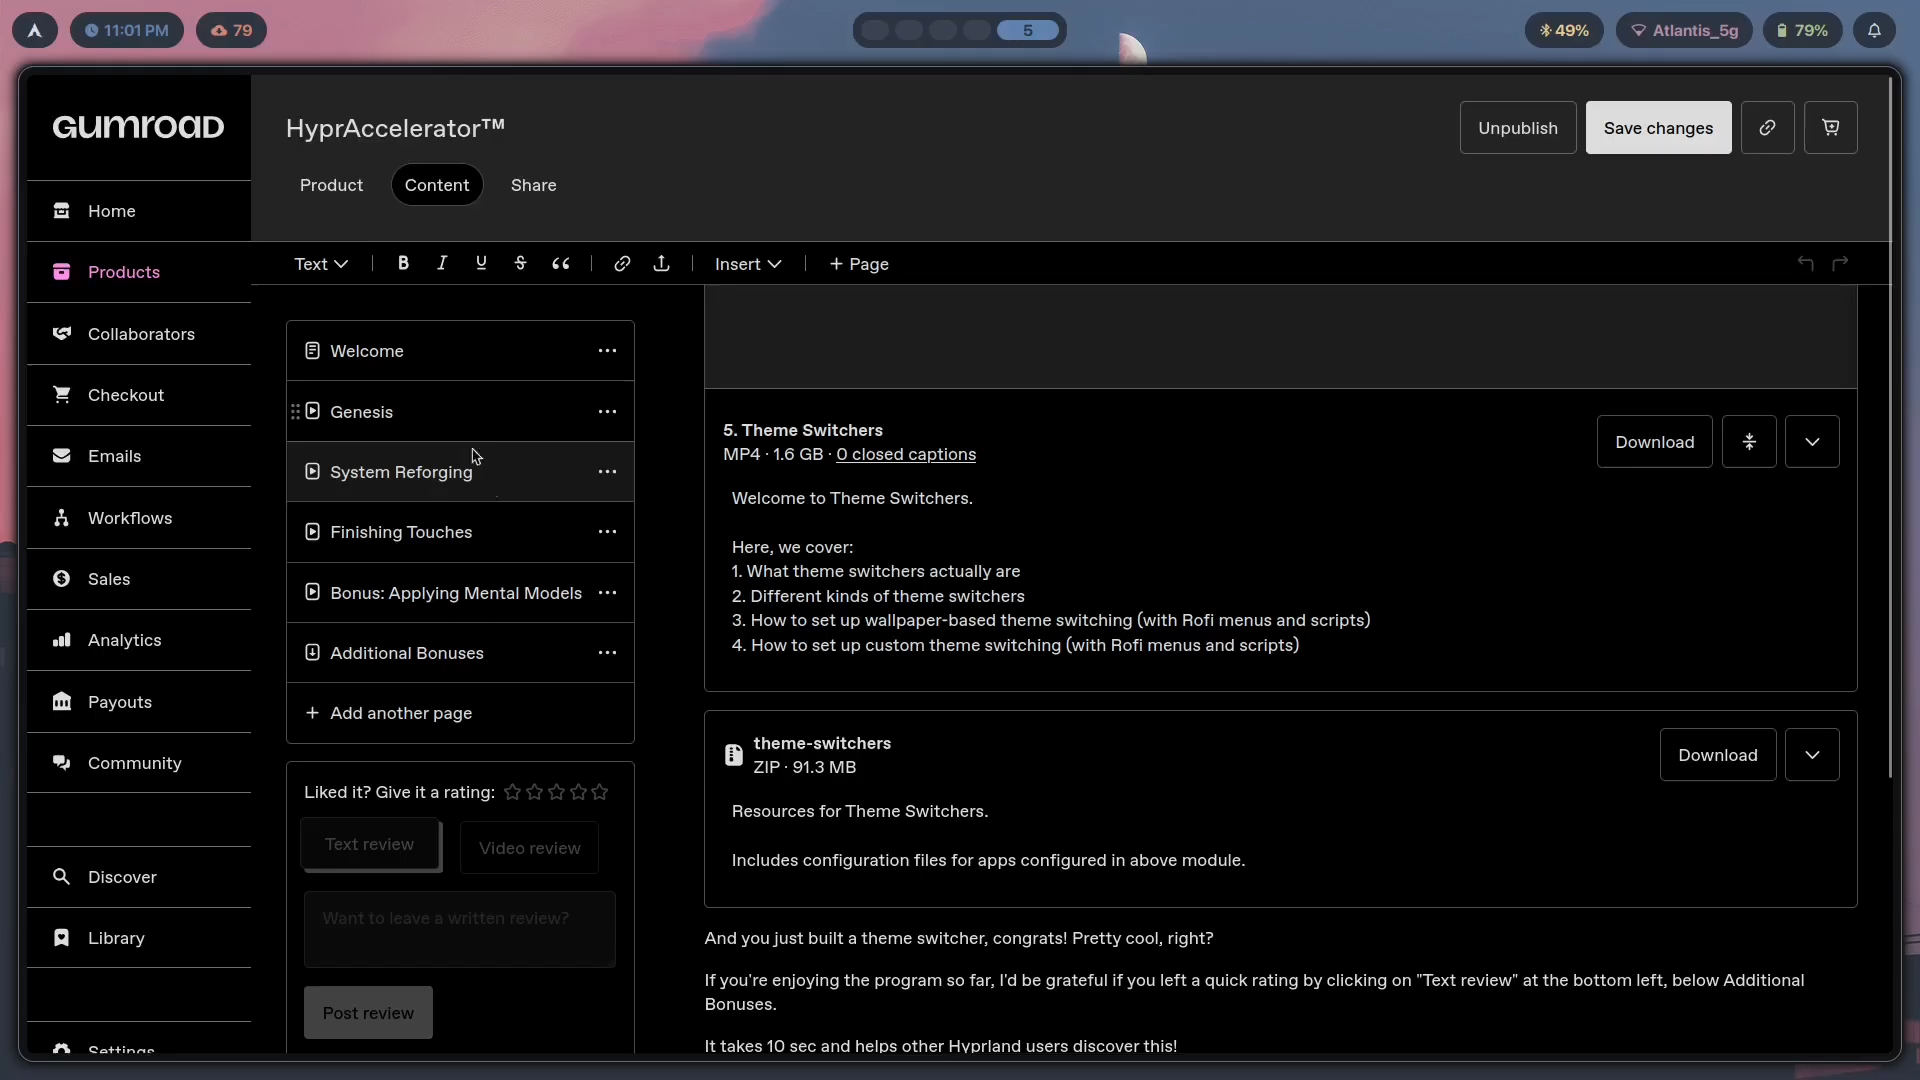 11:01 PM
79
5
49%
Atlantis_5g
79%
GUMROAD
HyprAccelerator™
Unpublish
Save changes
Product
Content
Share
Home
Products
Collaborators
Checkout
Emails
Workflows
Sales
Analytics
Payouts
Community
Discover
Library
Settings
Text
B
I
U
S
Insert
+ Page
Welcome
Genesis
System Reforging
Finishing Touches
Bonus: Applying Mental Models
Additional Bonuses
+ Add another page
Liked it? Give it a rating:
Text review
Video review
Want to leave a written review?
Post review
5. Theme Switchers
MP4 · 1.6 GB · 0 closed captions
Download
Welcome to Theme Switchers.
Here, we cover:
1. What theme switchers actually are
2. Different kinds of theme switchers
3. How to set up wallpaper-based theme switching (with Rofi menus and scripts)
4. How to set up custom theme switching (with Rofi menus and scripts)
theme-switchers
ZIP · 91.3 MB
Download
Resources for Theme Switchers.
Includes configuration files for apps configured in above module.
And you just built a theme switcher, congrats! Pretty cool, right?
If you're enjoying the program so far, I'd be grateful if you left a quick rating by clicking on "Text review" at the bottom left, below Additional
Bonuses.
It takes 10 sec and helps other Hyprland users discover this!